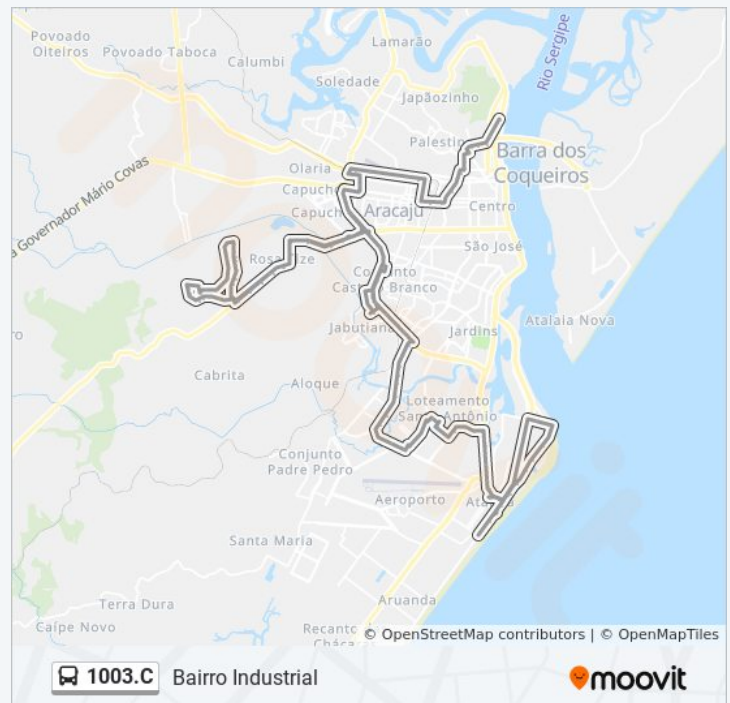 Povoado
Oiteiros
Povoado Taboca
Calumbi
Lamarão
Soledade
Japãozinho
Rio Sergipe
Palestin
Barra dos
Coqueiros
Olaria
Capucho
Capucho
Aracaju
Centro
a Governador Mário Covas
São José
Rosa Elze
Conjunto
Castelo Branco
Atalaia Nova
Jabutiana
Jardins
Cabrita
Aloque
Loteamento
Santo Antônio
Conjunto
Padre Pedro
Aeroporto
Atalaia
Santa Maria
Terra Dura
Aruanda
Caípe Novo
Recanto
Cháca
© OpenStreetMap contributors | © OpenMapTiles
1003.C Bairro Industrial
moovit